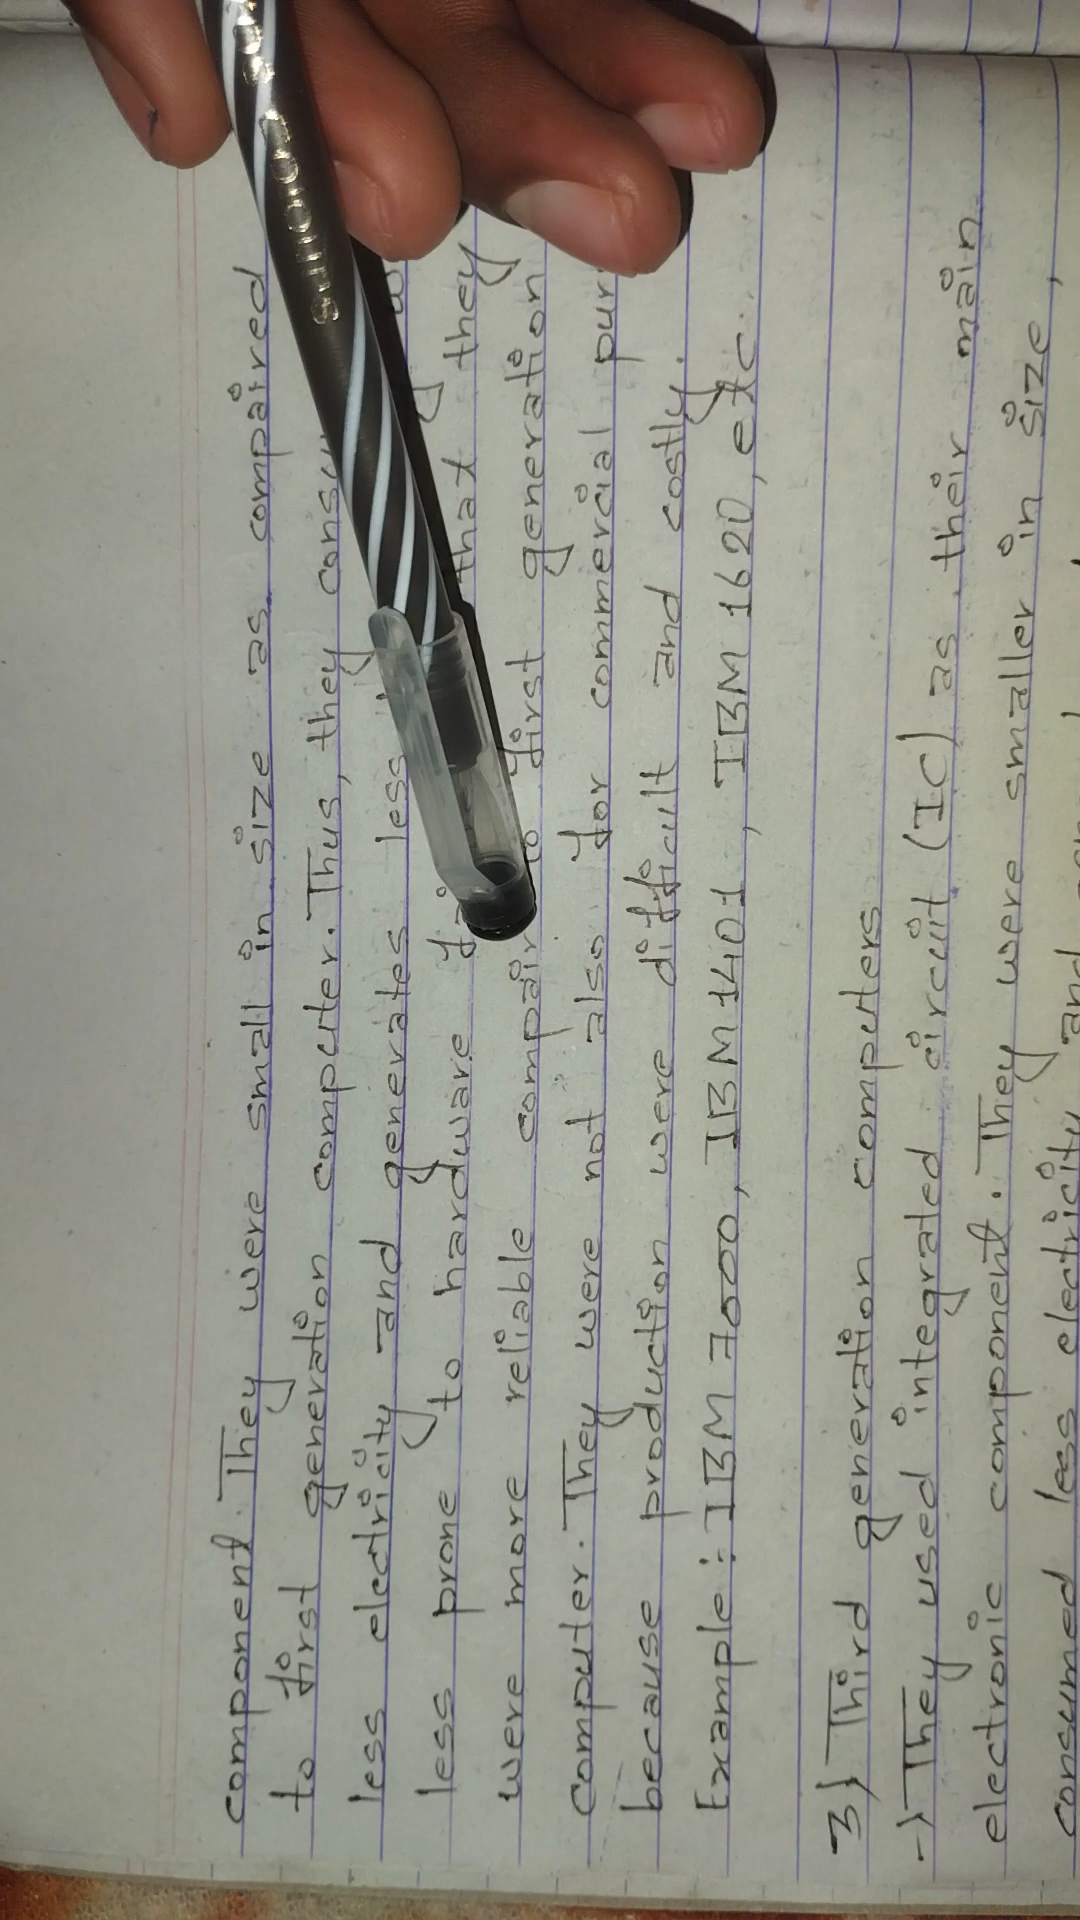 component. They were small in size as compaired
to first generation computer. Thus, they
less electricity and generates less
less prone to hardware that they
were more reliable compair to first generation
computer. They were not also for commercial
because production were difficult and costly.
Example : IBM 7000, IBM 1401, IBM 1620, etc.
3) Third generation computers
→ They used integrated circuit (IC) as their main
electronic component. They were smaller in size,
consumed less electricity and